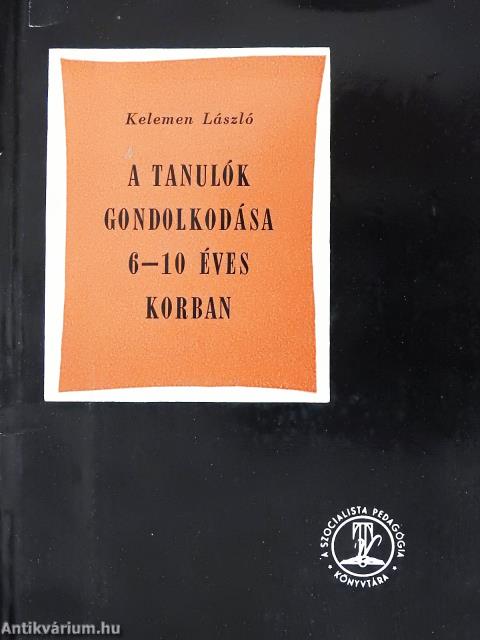 Kelemen László
A TANULÓK
GONDOLKODÁSA
6—10 ÉVES
KORBAN
* A SZOCIALISTA PEDAGÓGIA *
KÖNYVTÁRA
Antikvárium.hu